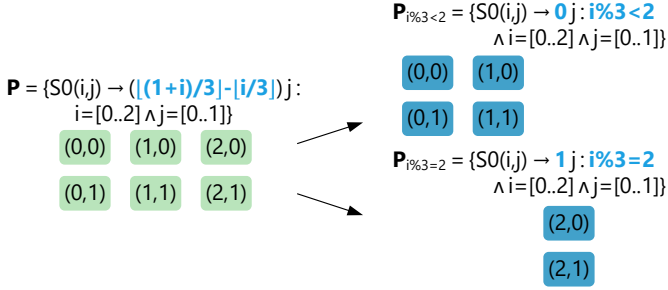 P = {S0(i,j) → (⌊(1+i)/3⌋-⌊i/3⌋) j :
i=[0..2] ∧ j=[0..1]}
(0,0) (1,0) (2,0)
(0,1) (1,1) (2,1)
P i%3<2 = {S0(i,j) → 0 j : i%3<2
∧ i=[0..2] ∧ j=[0..1]}
(0,0) (1,0)
(0,1) (1,1)
P i%3=2 = {S0(i,j) → 1 j : i%3=2
∧ i=[0..2] ∧ j=[0..1]}
(2,0)
(2,1)